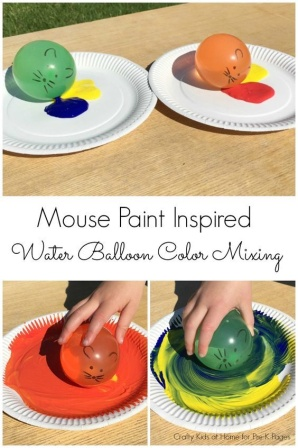 Mouse Paint Inspired
Water Balloon Color Mixing
Crafty Kids at Home for Pre-K Pages